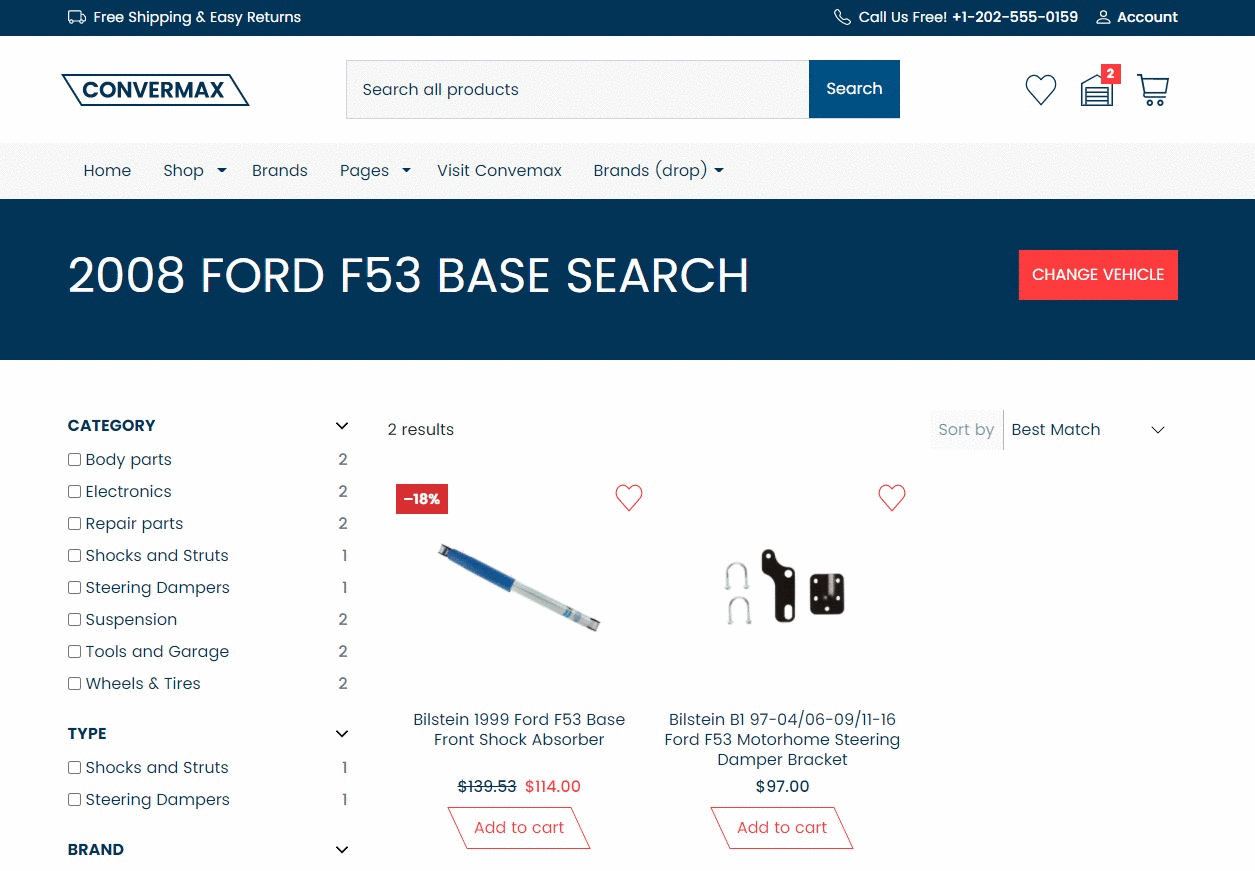 Free Shipping & Easy Returns
Call Us Free! +1-202-555-0159 Account
CONVERMAX
Search all products
Search
2
Home Shop Brands Pages Visit Convemax Brands (drop)
2008 FORD F53 BASE SEARCH
CHANGE VEHICLE
CATEGORY
Body parts 2
Electronics 2
Repair parts 2
Shocks and Struts 1
Steering Dampers 1
Suspension 2
Tools and Garage 2
Wheels & Tires 2
TYPE
Shocks and Struts 1
Steering Dampers 1
BRAND
2 results
Sort by Best Match
−18%
Bilstein 1999 Ford F53 Base
Front Shock Absorber
$139.53 $114.00
Add to cart
Bilstein B1 97-04/06-09/11-16
Ford F53 Motorhome Steering
Damper Bracket
$97.00
Add to cart